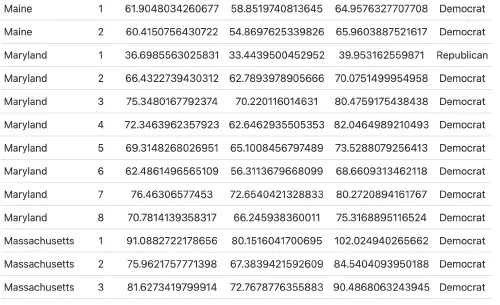 Maine 1 61.9048034260677 58.8519740813645 64.9576327707708 Democrat
Maine 2 60.4150756430722 54.8697625339826 65.9603887521617 Democrat
Maryland 1 36.6985563025831 33.4439500452952 39.953162559871 Republican
Maryland 2 66.4322739430312 62.7893978905666 70.0751499954958 Democrat
Maryland 3 75.3480167792374 70.220116014631 80.4759175438438 Democrat
Maryland 4 72.3463962357923 62.6462935505353 82.0464989210493 Democrat
Maryland 5 69.3148268026951 65.1008456797489 73.5288079256413 Democrat
Maryland 6 62.4861496565109 56.3113679668099 68.6609313462118 Democrat
Maryland 7 76.46306577453 72.6540421328833 80.2720894161767 Democrat
Maryland 8 70.7814139358317 66.245938360011 75.3168895116524 Democrat
Massachusetts 1 91.0882722178656 80.1516041700695 102.024940265662 Democrat
Massachusetts 2 75.9621757771398 67.3839421592609 84.5404093950188 Democrat
Massachusetts 3 81.6273419799914 72.7678776355883 90.4868063243945 Democrat